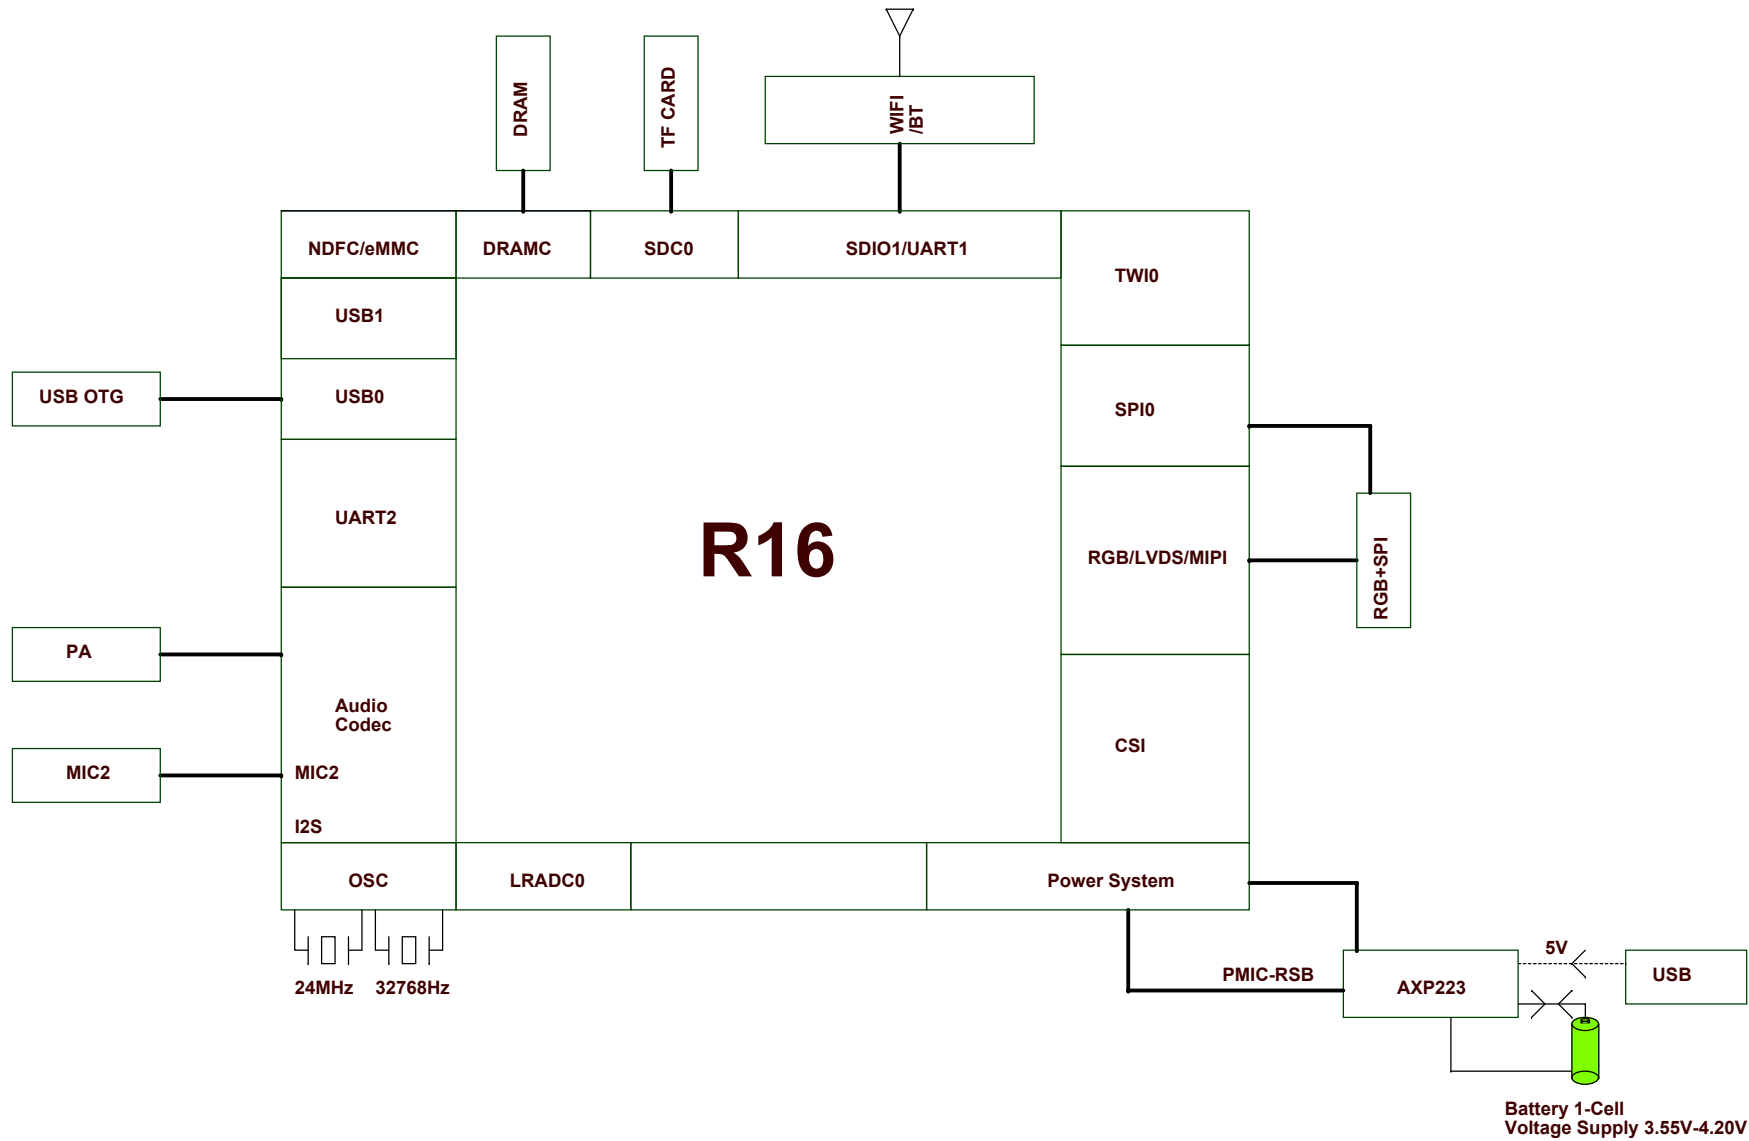 DRAM
TF CARD
WIFI
/BT
NDFC/eMMC
DRAMC
SDC0
SDIO1/UART1
TWI0
USB1
USB OTG
USB0
SPI0
UART2
R16
RGB/LVDS/MIPI
RGB+SPI
PA
Audio
Codec
CSI
MIC2
MIC2
I2S
OSC
LRADC0
Power System
24MHz
32768Hz
PMIC-RSB
AXP223
5V
USB
Battery 1-Cell
Voltage Supply 3.55V-4.20V